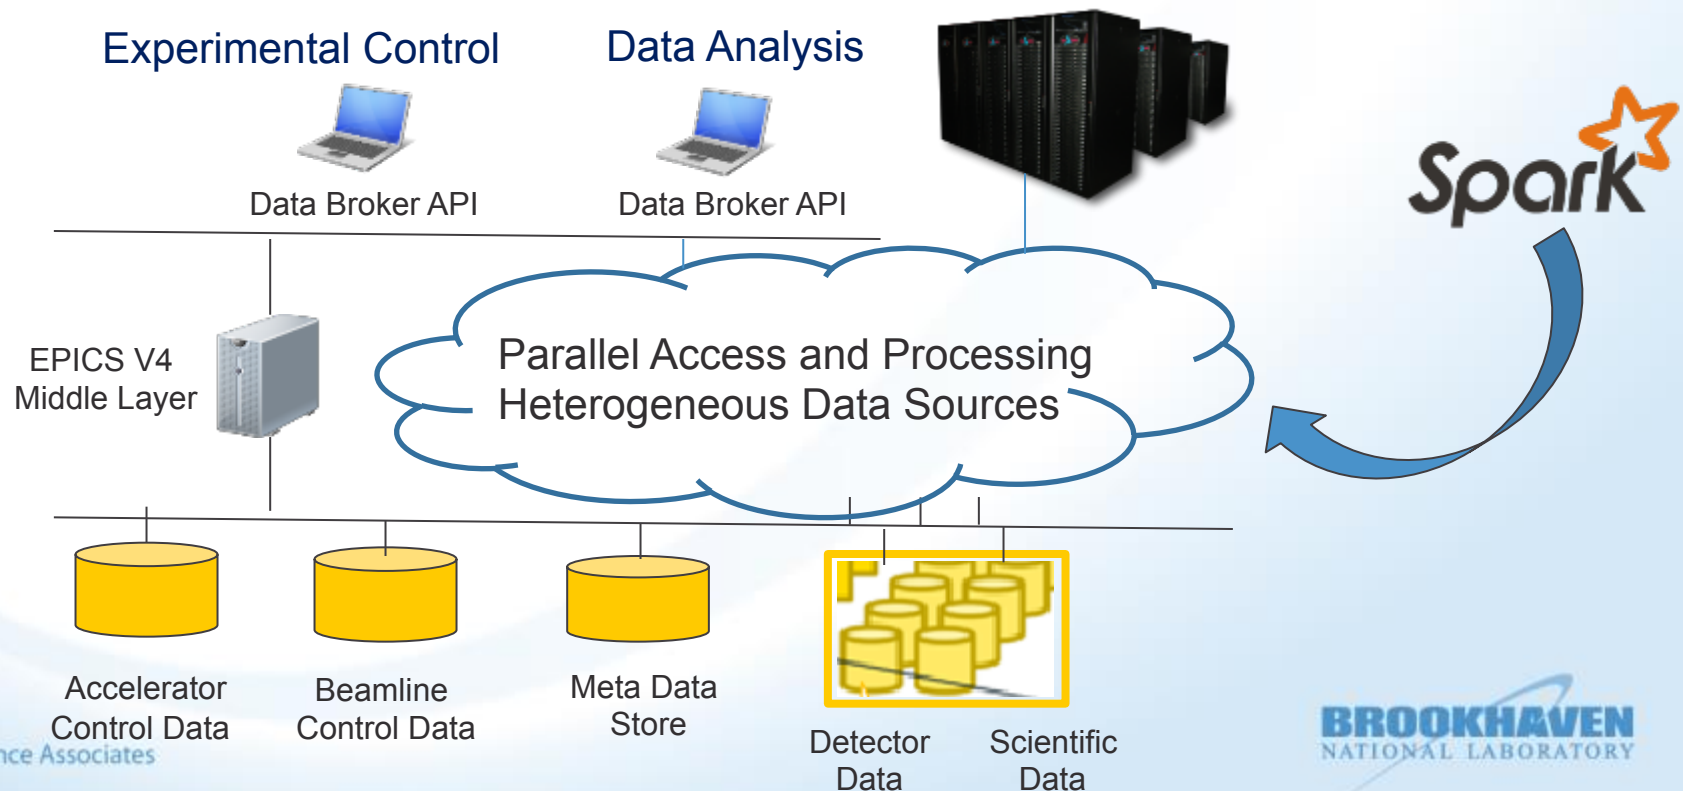 Experimental Control
Data Analysis
Spark
Data Broker API
Data Broker API
EPICS V4
Middle Layer
Parallel Access and Processing
Heterogeneous Data Sources
Accelerator
Control Data
Beamline
Control Data
Meta Data
Store
Detector
Data
Scientific
Data
nce Associates
BROOKHAVEN
NATIONAL LABORATORY